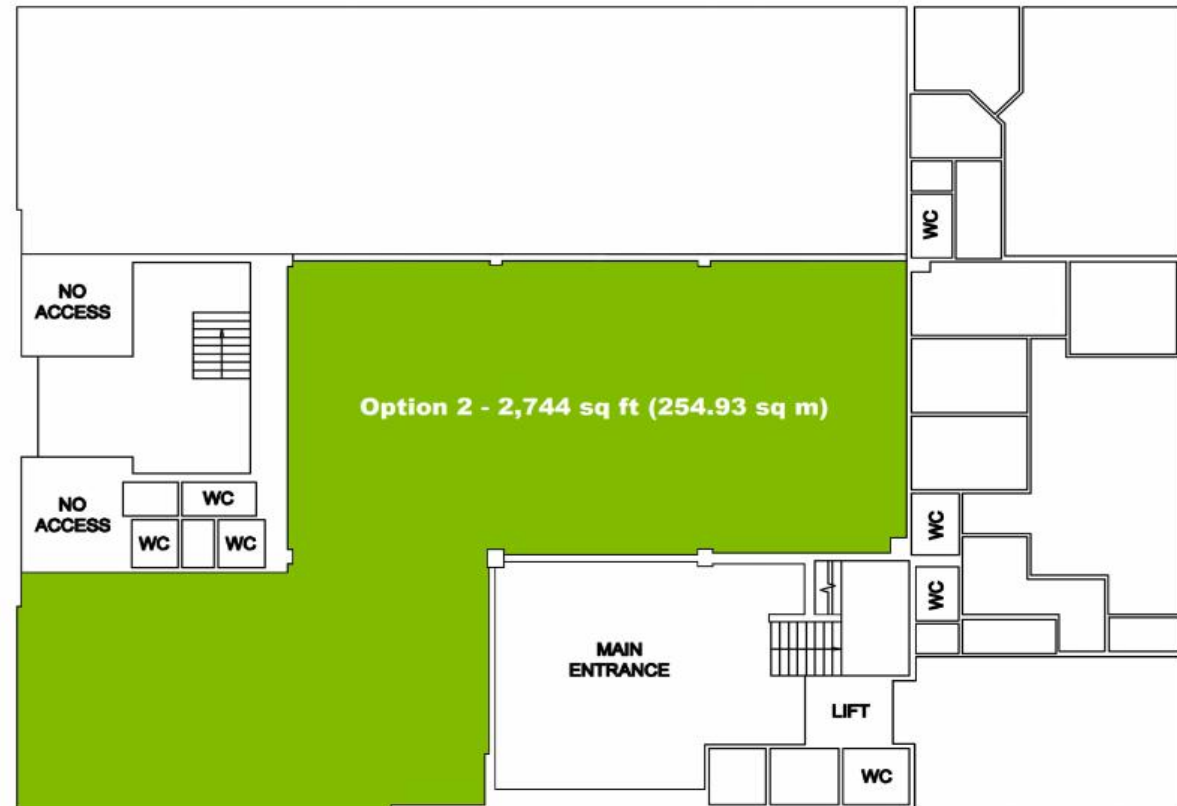 WC
NO
ACCESS
Option 2 - 2,744 sq ft (254.93 sq m)
WC
NO
ACCESS
WC
WC
WC
WC
MAIN
ENTRANCE
LIFT
WC